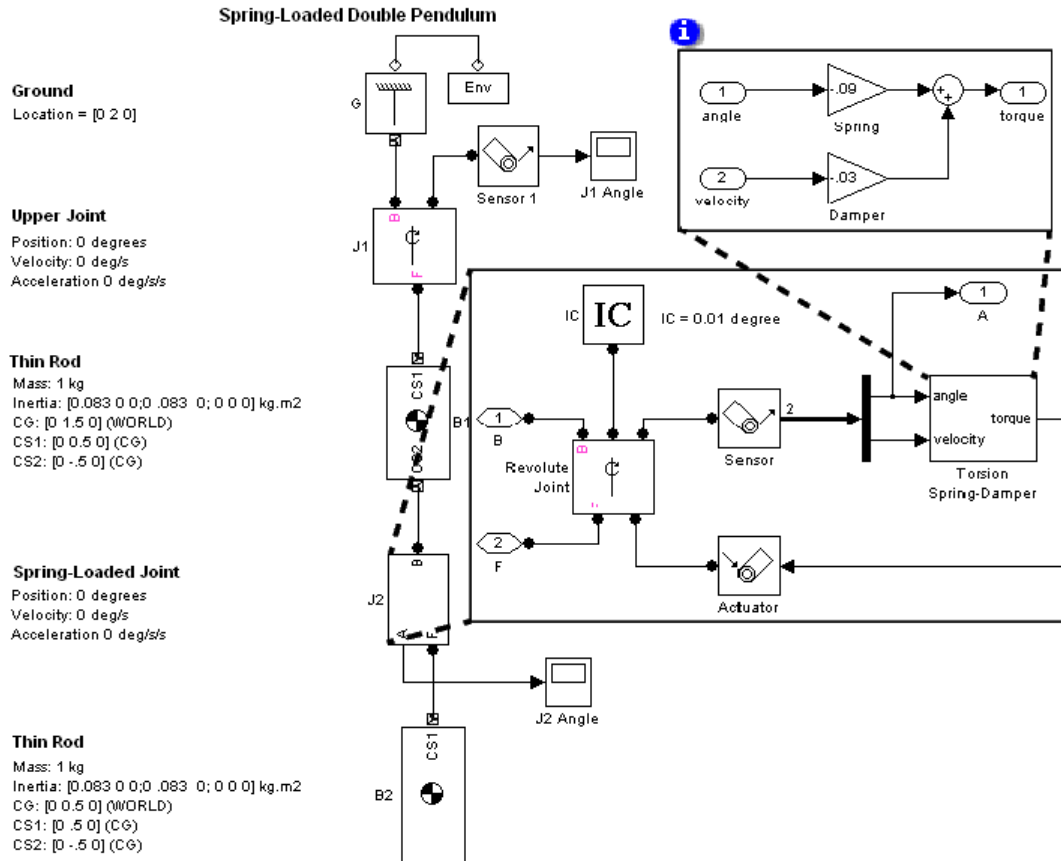 Spring-Loaded Double Pendulum
i
Ground
Location = [0 2 0]
G
Env
Sensor 1
J1 Angle
1
angle
-.09
Spring
1
torque
2
velocity
-.03
Damper
Upper Joint
Position: 0 degrees
Velocity: 0 deg/s
Acceleration 0 deg/s/s
J1
B
F
IC
IC
IC = 0.01 degree
1
A
Thin Rod
Mass: 1 kg
Inertia: [0.083 0 0;0 .083 0; 0 0 0] kg.m2
CG: [0 1.5 0] (WORLD)
CS1: [0 0.5 0] (CG)
CS2: [0 -.5 0] (CG)
CS1
CS2
B1
1
B
Revolute
Joint
B
F
2
F
Sensor
2
angle
velocity
torque
Torsion
Spring-Damper
Actuator
Spring-Loaded Joint
Position: 0 degrees
Velocity: 0 deg/s
Acceleration 0 deg/s/s
J2
B
A
F
J2 Angle
Thin Rod
Mass: 1 kg
Inertia: [0.083 0 0;0 .083 0; 0 0 0] kg.m2
CG: [0 0.5 0] (WORLD)
CS1: [0 .5 0] (CG)
CS2: [0 -.5 0] (CG)
CS1
B2